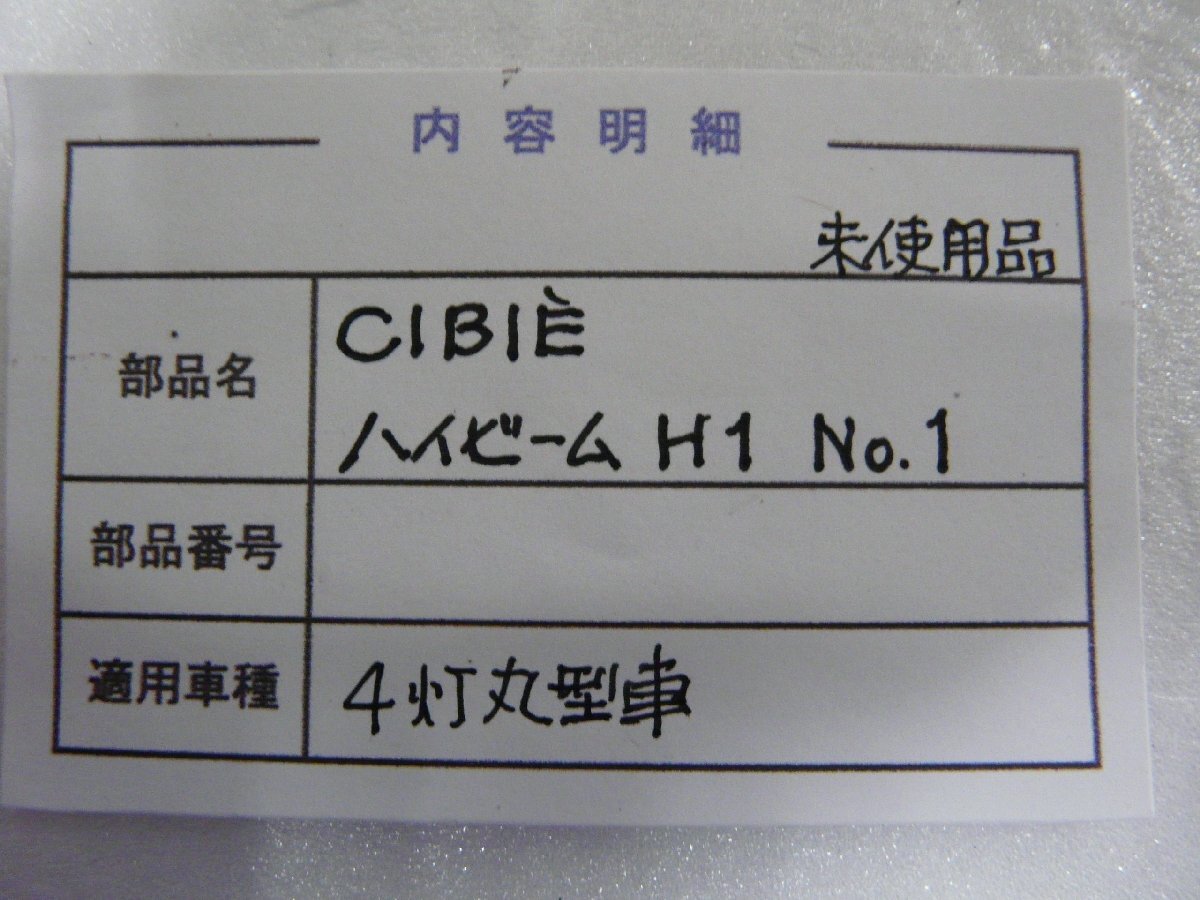 内容明細
未使用品
部品名
CIBIÈ
ハイビーム H1 No.1
部品番号
適用車種
4灯丸型車